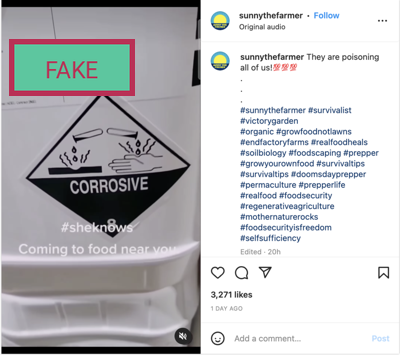 FAKE
CORROSIVE
8
#sheknows
Coming to food near you
sunnythefarmer • Follow
Original audio
sunnythefarmer They are poisoning
all of us!💯💯💯
.
.
.
#sunnythefarmer #survivalist
#victorygarden
#organic #growfoodnotlawns
#endfactoryfarms #realfoodheals
#soilbiology #foodscaping #prepper
#growyourownfood #survivaltips
#survivaltips #doomsdayprepper
#permaculture #prepperlife
#realfood #foodsecurity
#regenerativeagriculture
#mothernaturerocks
#foodsecurityisfreedom
#selfsufficiency
Edited · 20h
3,271 likes
1 DAY AGO
Add a comment...
Post